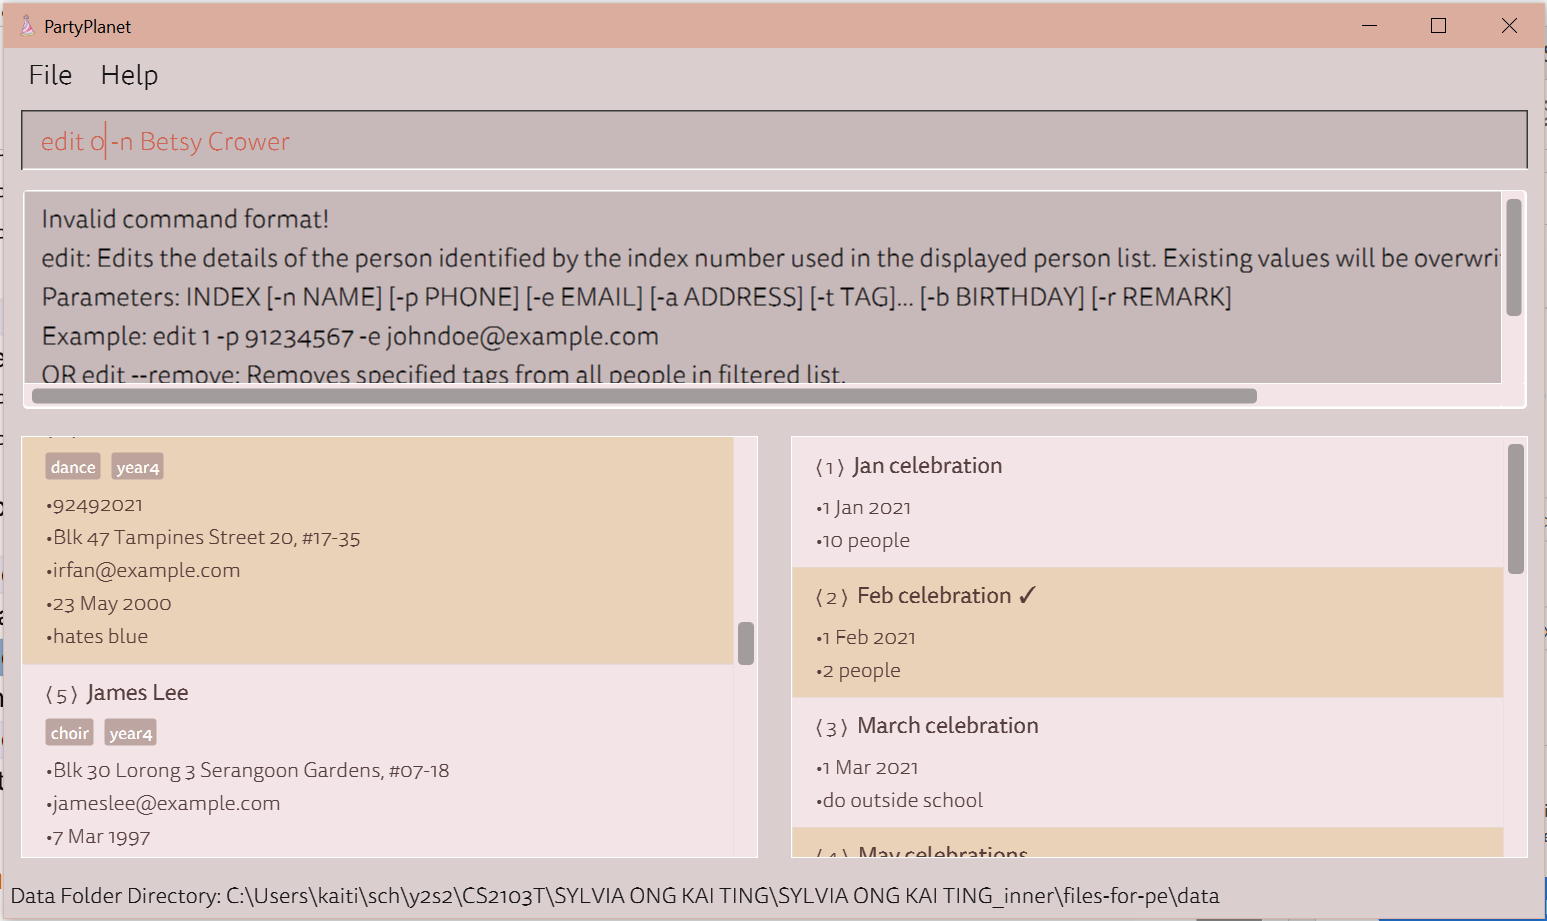 PartyPlanet
File Help
edit 0 -n Betsy Crower
Invalid command format!
edit: Edits the details of the person identified by the index number used in the displayed person list. Existing values will be overwri
Parameters: INDEX [-n NAME] [-p PHONE] [-e EMAIL] [-a ADDRESS] [-t TAG]... [-b BIRTHDAY] [-r REMARK]
Example: edit 1 -p 91234567 -e johndoe@example.com
OR edit --remove: Removes specified tags from all people in filtered list.
dance year4
•92492021
•Blk 47 Tampines Street 20, #17-35
•irfan@example.com
•23 May 2000
•hates blue
⟨5⟩ James Lee
choir year4
•Blk 30 Lorong 3 Serangoon Gardens, #07-18
•jameslee@example.com
•7 Mar 1997
⟨1⟩ Jan celebration
•1 Jan 2021
•10 people
⟨2⟩ Feb celebration ✓
•1 Feb 2021
•2 people
⟨3⟩ March celebration
•1 Mar 2021
•do outside school
⟨4⟩ May celebrations
Data Folder Directory: C:\Users\kaiti\sch\y2s2\CS2103T\SYLVIA ONG KAI TING\SYLVIA ONG KAI TING_inner\files-for-pe\data